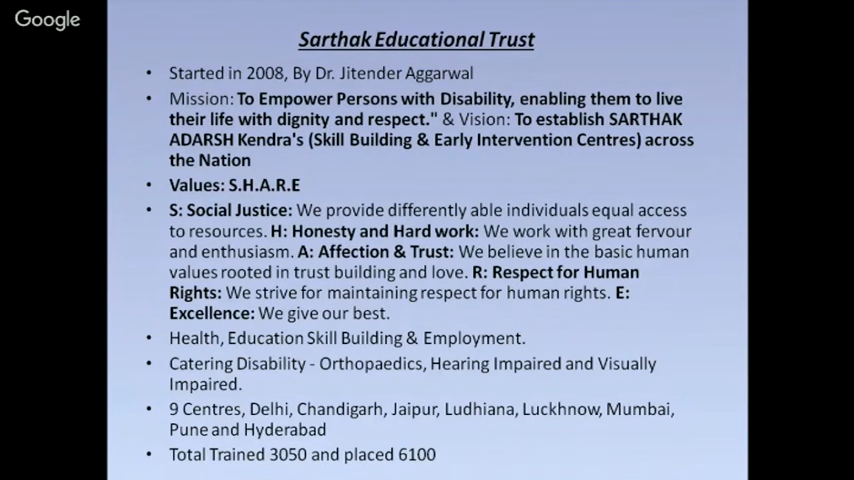 Google
Sarthak Educational Trust
• Started in 2008, By Dr. Jitender Aggarwal
• Mission: To Empower Persons with Disability, enabling them to live
their life with dignity and respect." & Vision: To establish SARTHAK
ADARSH Kendra's (Skill Building & Early Intervention Centres) across
the Nation
• Values: S.H.A.R.E
• S: Social Justice: We provide differently able individuals equal access
to resources. H: Honesty and Hard work: We work with great fervour
and enthusiasm. A: Affection & Trust: We believe in the basic human
values rooted in trust building and love. R: Respect for Human
Rights: We strive for maintaining respect for human rights. E:
Excellence: We give our best.
• Health, Education Skill Building & Employment.
• Catering Disability - Orthopaedics, Hearing Impaired and Visually
Impaired.
• 9 Centres, Delhi, Chandigarh, Jaipur, Ludhiana, Luckhnow, Mumbai,
Pune and Hyderabad
• Total Trained 3050 and placed 6100